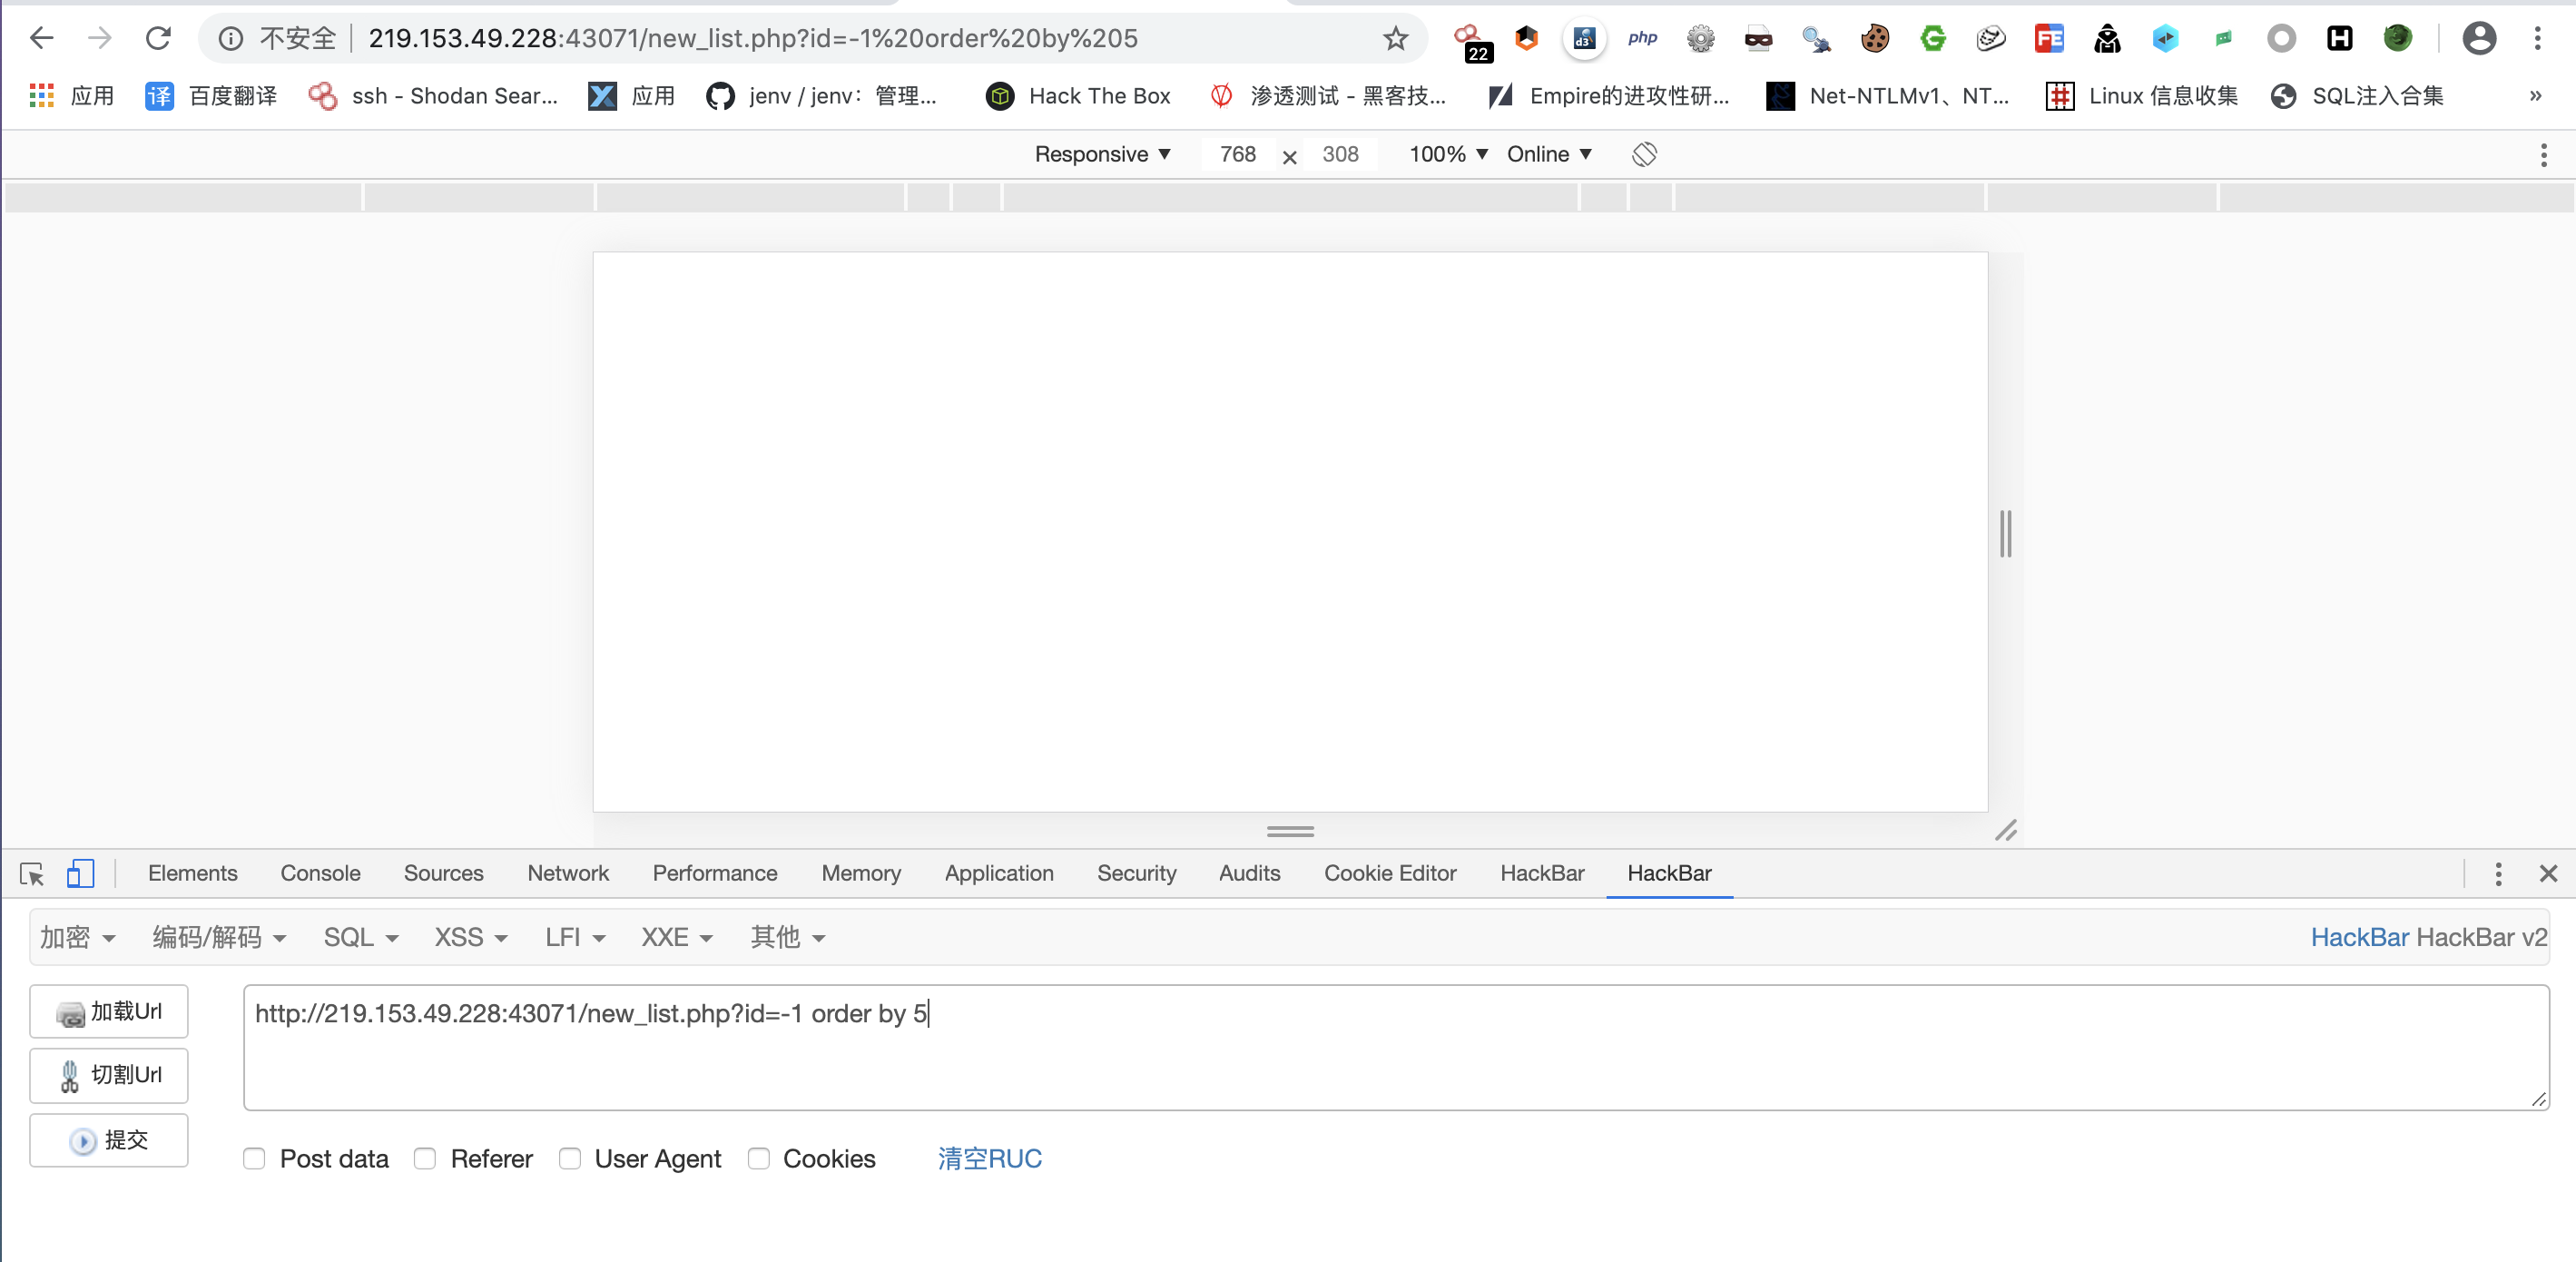 不安全 219.153.49.228:43071/new_list.php?id=-1%20order%20by%205 22 d3 php FE H
应用 译 百度翻译 ssh - Shodan Sear... 应用 jenv / jenv：管理... Hack The Box 渗透测试 - 黑客技... Empire的进攻性研... Net-NTLMv1、NT... Linux 信息收集 SQL注入合集 »
Responsive ▼ 768 × 308 100% ▼ Online ▼
Elements Console Sources Network Performance Memory Application Security Audits Cookie Editor HackBar HackBar
加密 编码/解码 SQL XSS LFI XXE 其他 HackBar HackBar v2
加载Url http://219.153.49.228:43071/new_list.php?id=-1 order by 5
切割Url
提交
Post data Referer User Agent Cookies 清空RUC